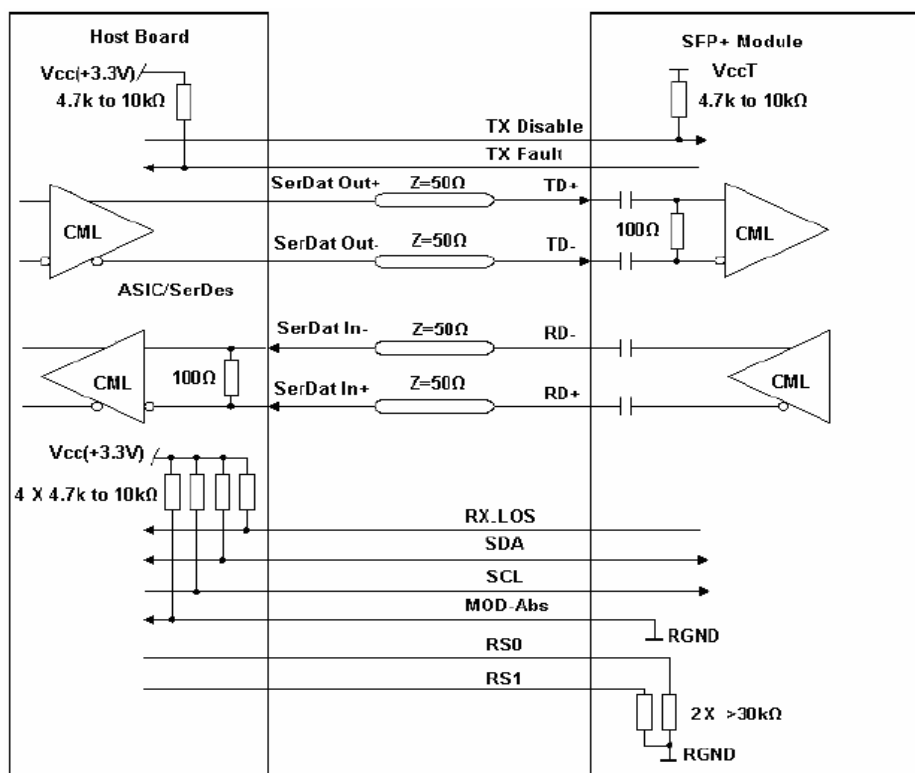 Host Board
SFP+ Module
Vcc(+3.3V)
4.7k to 10kΩ
VccT
4.7k to 10kΩ
TX Disable
TX Fault
SerDat Out+
Z=50Ω
TD+
CML
100Ω
CML
SerDat Out-
Z=50Ω
TD-
ASIC/SerDes
SerDat In-
Z=50Ω
RD-
CML
100Ω
CML
SerDat In+
Z=50Ω
RD+
Vcc(+3.3V)
4 X 4.7k to 10kΩ
RX_LOS
SDA
SCL
MOD-Abs
RGND
RS0
RS1
2X >30kΩ
RGND